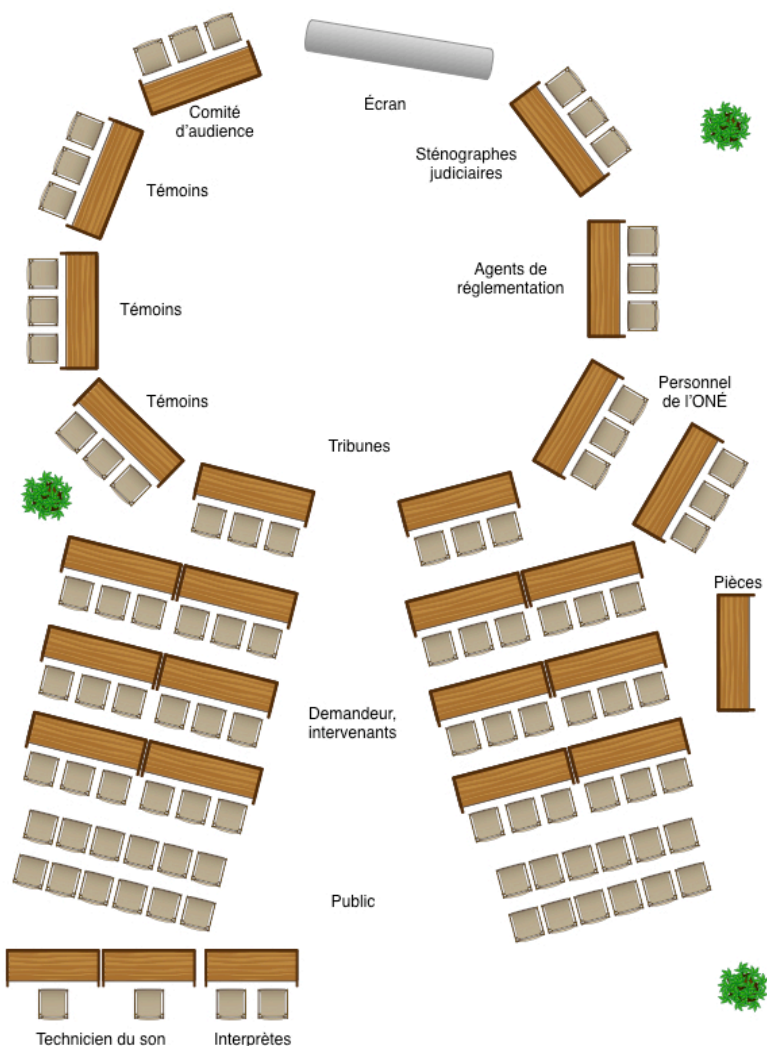 Écran
Comité
d'audience
Sténographes
judiciaires
Témoins
Agents de
réglementation
Témoins
Personnel
de l'ONÉ
Témoins
Tribunes
Pièces
Demandeur,
intervenants
Public
Technicien du son
Interprètes